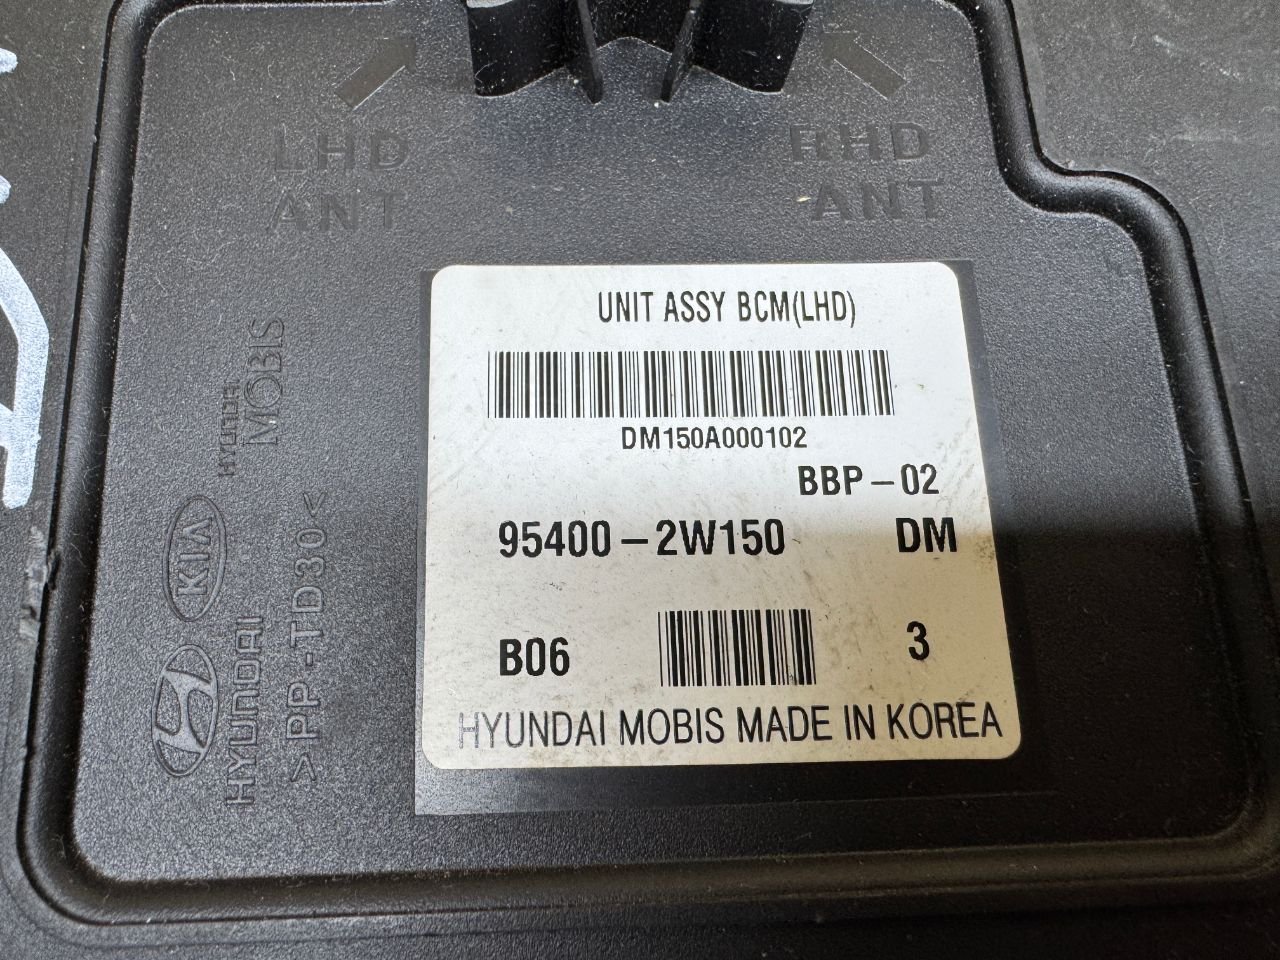 LHD
ANT
RHD
ANT
UNIT ASSY BCM(LHD)
DM150A000102
BBP-02
95400-2W150 DM
B06 3
HYUNDAI MOBIS MADE IN KOREA
HYUNDAI
MOBIS
KIA
HYUNDAI
>PP-TD30<